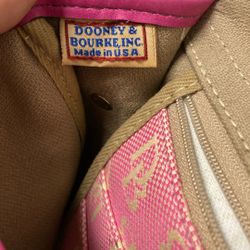 DOONEY &
BOURKE, INC.
Made in U.S.A.